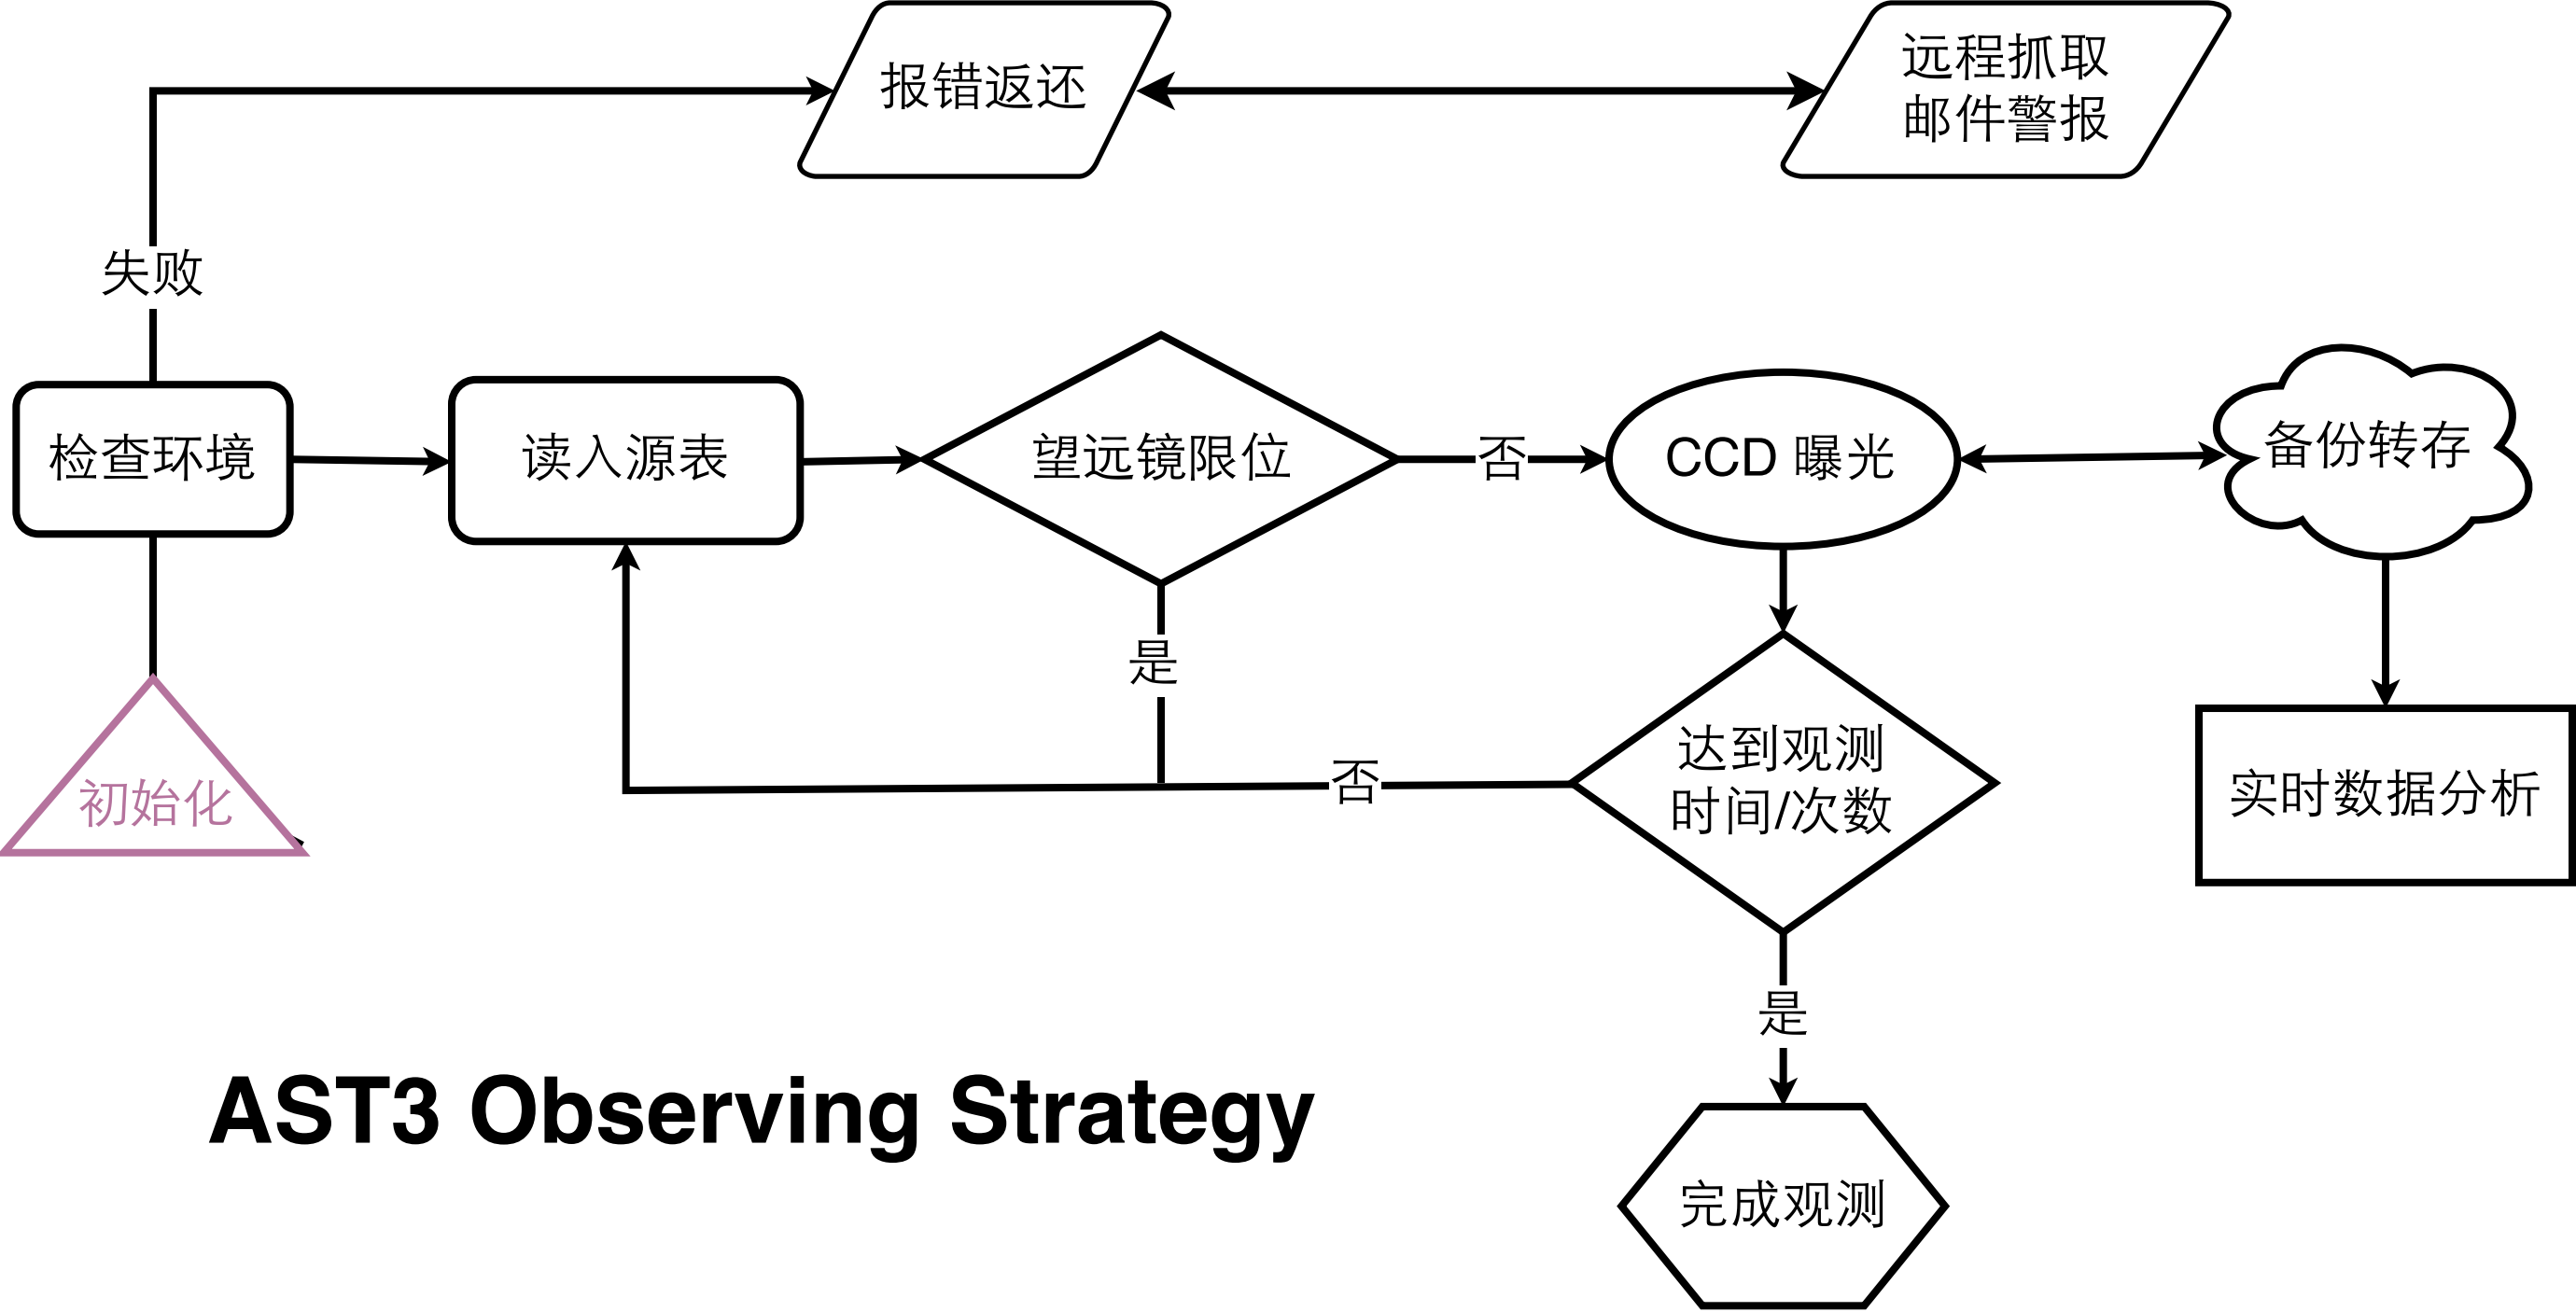 报错返还
远程抓取
邮件警报
失败
检查环境
读入源表
望远镜限位
否
CCD 曝光
备份转存
是
否
达到观测
时间/次数
初始化
实时数据分析
是
AST3 Observing Strategy
完成观测